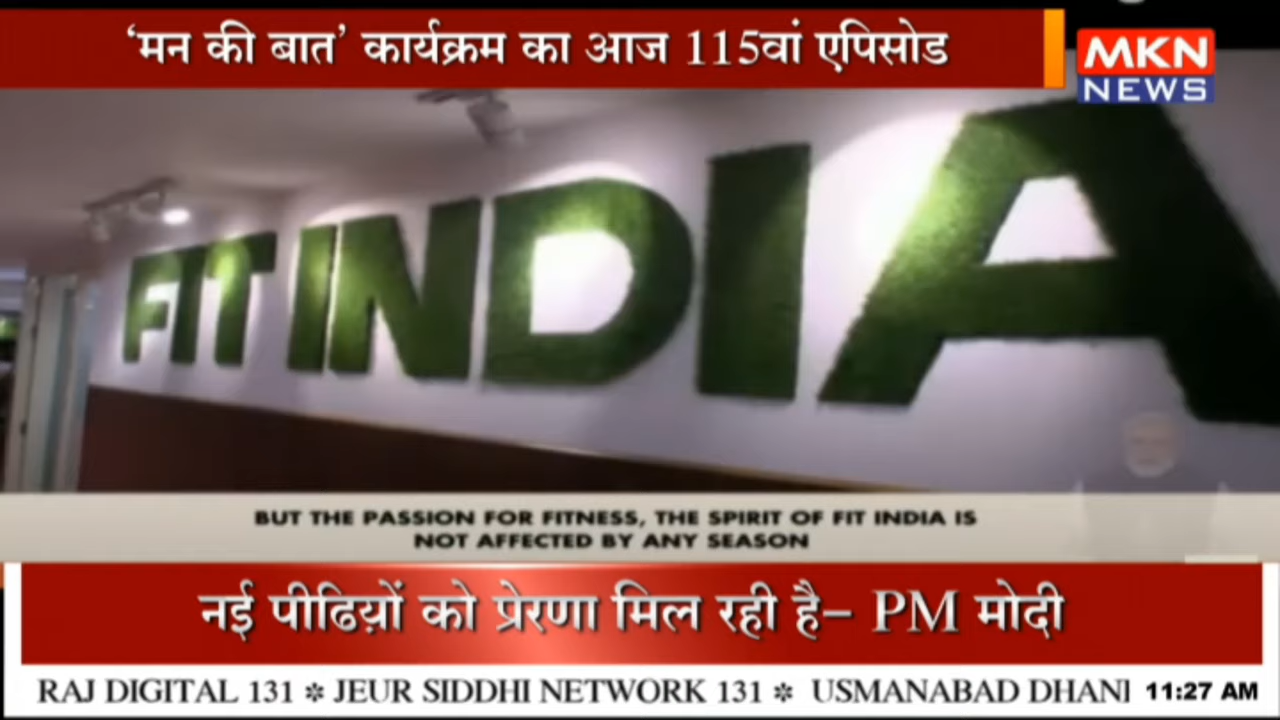 ‘मन की बात’ कार्यक्रम का आज 115वां एपिसोड
MKN
NEWS
FIT INDIA
BUT THE PASSION FOR FITNESS, THE SPIRIT OF FIT INDIA IS
NOT AFFECTED BY ANY SEASON
नई पीढिय़ों को प्रेरणा मिल रही है– PM मोदी
RAJ DIGITAL 131 ❇ JEUR SIDDHI NETWORK 131 ❇ USMANABAD DHAN 11:27 AM